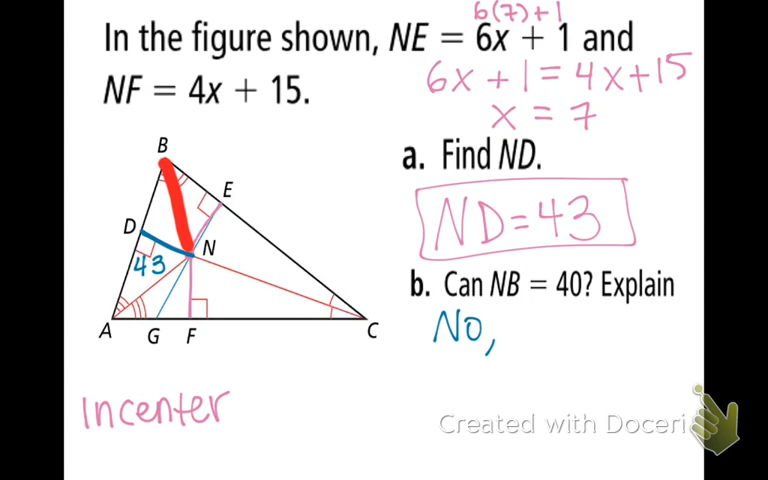 6(7)+1
In the figure shown, NE = 6x + 1 and
6x + 1 = 4x + 15
NF = 4x + 15.
x = 7
B
a. Find ND.
E
ND = 43
D
N
43
b. Can NB = 40? Explain
No,
A
G
F
C
Incenter
Created with Doceri